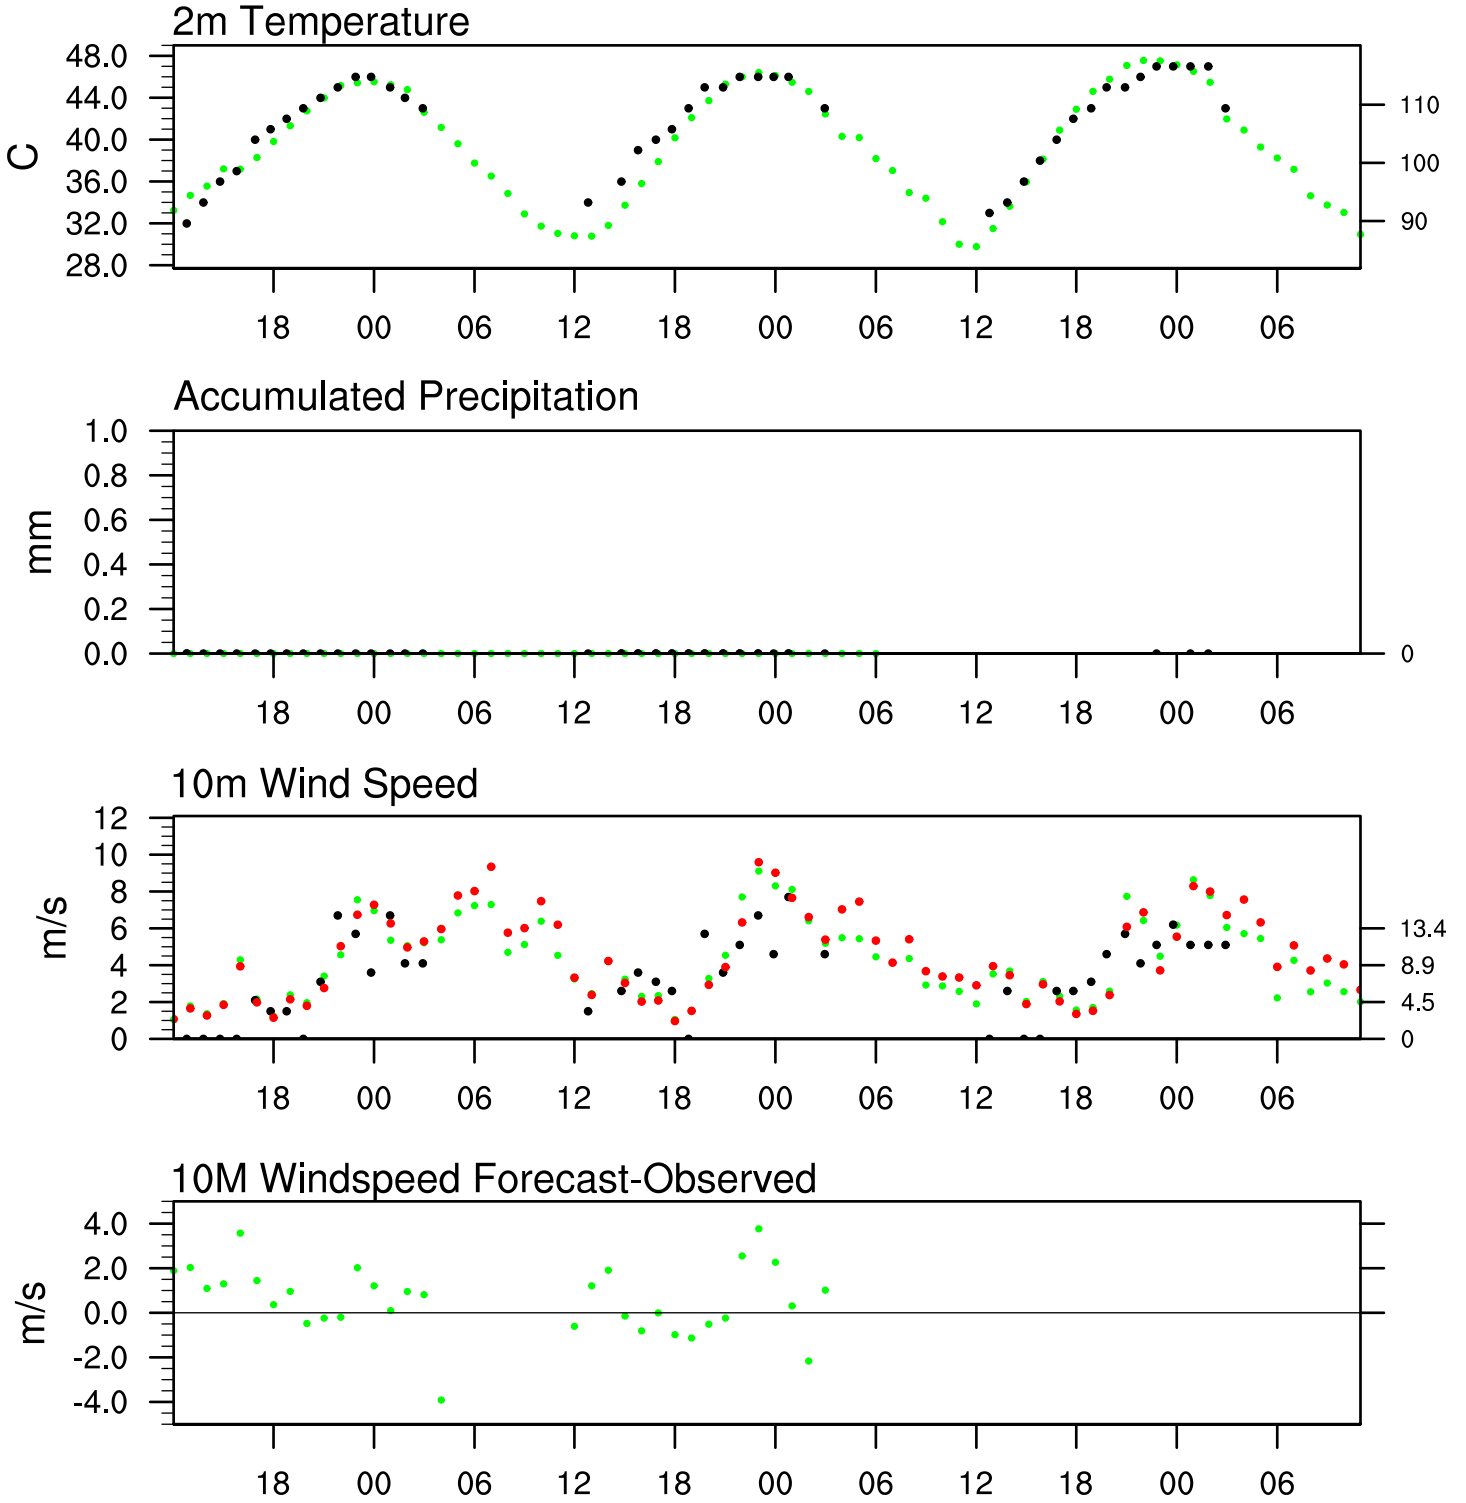 2m Temperature
48.0
44.0
40.0
36.0
32.0
28.0
C
110
100
90
18 00 06 12 18 00 06 12 18 00 06
Accumulated Precipitation
1.0
0.8
0.6
0.4
0.2
0.0
mm
0
18 00 06 12 18 00 06 12 18 00 06
10m Wind Speed
12
10
8
6
4
2
0
m/s
13.4
8.9
4.5
0
18 00 06 12 18 00 06 12 18 00 06
10M Windspeed Forecast-Observed
4.0
2.0
0.0
-2.0
-4.0
m/s
18 00 06 12 18 00 06 12 18 00 06